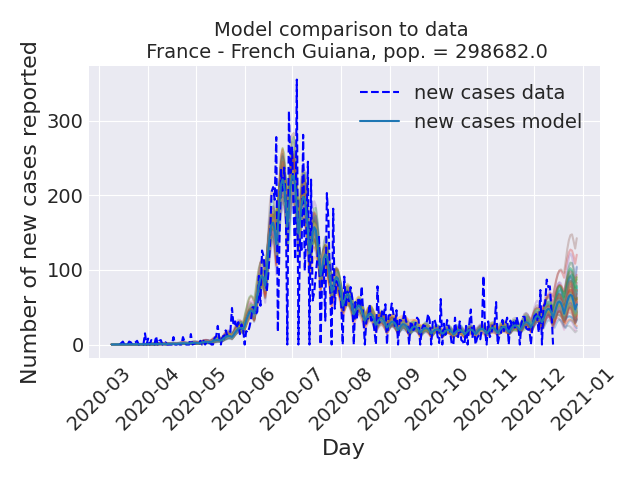 Model comparison to data
France - French Guiana, pop. = 298682.0
Number of new cases reported
300
200
100
0
new cases data
new cases model
2020-03
2020-04
2020-05
2020-06
2020-07
2020-08
2020-09
2020-10
2020-11
2020-12
2021-01
Day